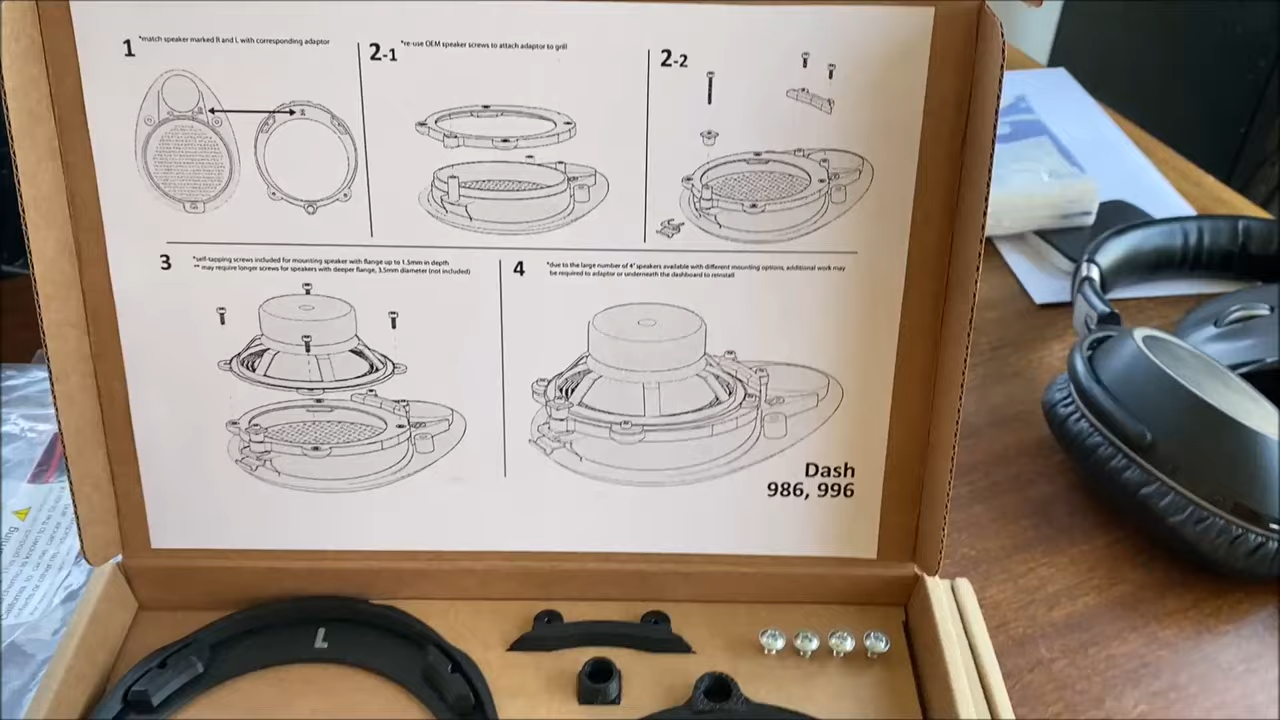 1 *match speaker marked R and L with corresponding adaptor
2-1 *re-use OEM speaker screws to attach adaptor to grill
2-2
3 *self-tapping screws included for mounting speaker with flange up to 1.5mm in depth
** may require longer screws for speakers with deeper flange, 3.5mm diameter (not included)
4 *due to the large number of 4" speakers available with different mounting options, additional work may
be required to adaptor or underneath the dashboard to reinstall
Dash
986, 996
L